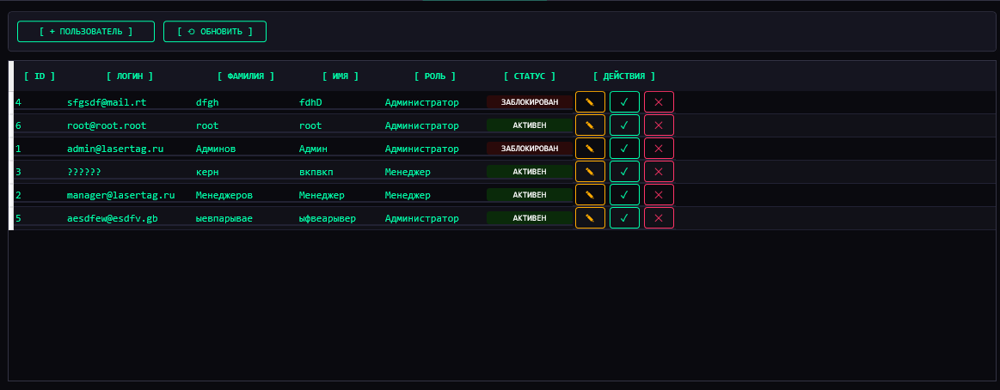 [ + ПОЛЬЗОВАТЕЛЬ ] [ ⟲ ОБНОВИТЬ ]
[ ID ] [ ЛОГИН ] [ ФАМИЛИЯ ] [ ИМЯ ] [ РОЛЬ ] [ СТАТУС ] [ ДЕЙСТВИЯ ]
4 sfgsdf@mail.rt dfgh fdhD Администратор ЗАБЛОКИРОВАН
6 root@root.root root root Администратор АКТИВЕН
1 admin@lasertag.ru Админов Админ Администратор ЗАБЛОКИРОВАН
3 ?????? керн вкпвкп Менеджер АКТИВЕН
2 manager@lasertag.ru Менеджеров Менеджер Менеджер АКТИВЕН
5 aesdfew@esdfv.gb ыевпарывае ыфвеарывер Администратор АКТИВЕН